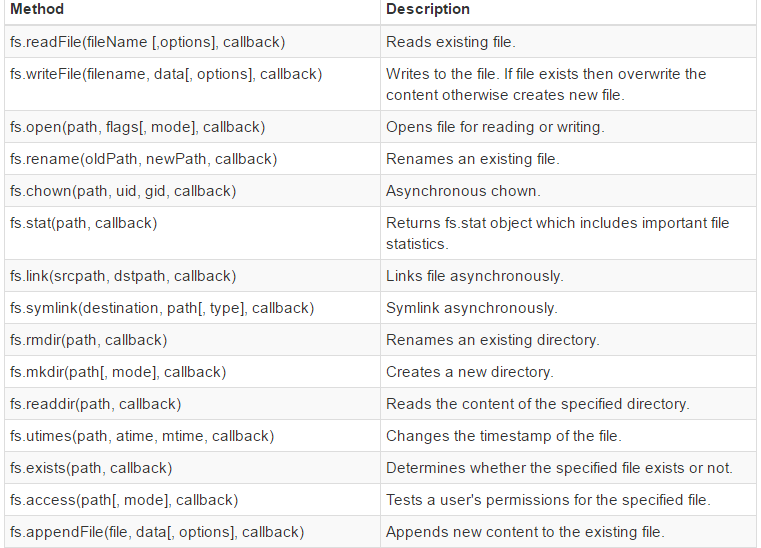 Method Description
fs.readFile(fileName [,options], callback) Reads existing file.
fs.writeFile(filename, data[, options], callback) Writes to the file. If file exists then overwrite the
content otherwise creates new file.
fs.open(path, flags[, mode], callback) Opens file for reading or writing.
fs.rename(oldPath, newPath, callback) Renames an existing file.
fs.chown(path, uid, gid, callback) Asynchronous chown.
fs.stat(path, callback) Returns fs.stat object which includes important file
statistics.
fs.link(srcpath, dstpath, callback) Links file asynchronously.
fs.symlink(destination, path[, type], callback) Symlink asynchronously.
fs.rmdir(path, callback) Renames an existing directory.
fs.mkdir(path[, mode], callback) Creates a new directory.
fs.readdir(path, callback) Reads the content of the specified directory.
fs.utimes(path, atime, mtime, callback) Changes the timestamp of the file.
fs.exists(path, callback) Determines whether the specified file exists or not.
fs.access(path[, mode], callback) Tests a user's permissions for the specified file.
fs.appendFile(file, data[, options], callback) Appends new content to the existing file.